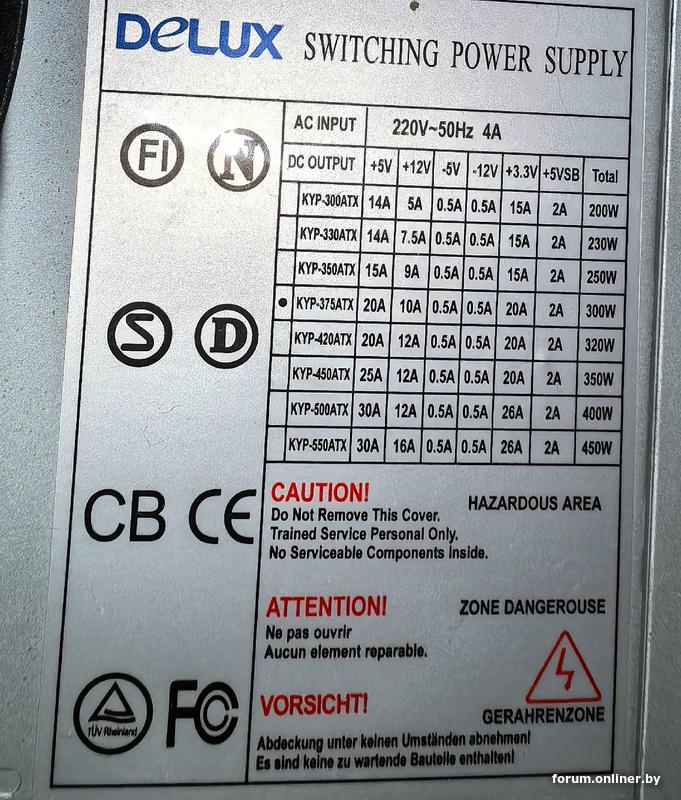 DeLUX SWITCHING POWER SUPPLY
AC INPUT 220V~50Hz 4A
DC OUTPUT +5V +12V -5V -12V +3.3V +5VSB Total
KYP-300ATX 14A 5A 0.5A 0.5A 15A 2A 200W
KYP-330ATX 14A 7.5A 0.5A 0.5A 15A 2A 230W
KYP-350ATX 15A 9A 0.5A 0.5A 15A 2A 250W
KYP-375ATX 20A 10A 0.5A 0.5A 20A 2A 300W
KYP-420ATX 20A 12A 0.5A 0.5A 20A 2A 320W
KYP-450ATX 25A 12A 0.5A 0.5A 20A 2A 350W
KYP-500ATX 30A 12A 0.5A 0.5A 26A 2A 400W
KYP-550ATX 30A 16A 0.5A 0.5A 26A 2A 450W
FI N
S D
CB CE
TÜV Rheinland FC
CAUTION! HAZARDOUS AREA
Do Not Remove This Cover.
Trained Service Personal Only.
No Serviceable Components Inside.
ATTENTION! ZONE DANGEROUSE
Ne pas ouvrir
Aucun element reparable.
VORSICHT! GERAHRENZONE
Abdeckung unter keinen Umständen abnehmen!
Es sind keine zu wartende Bauteile enthalten!
forum.onliner.by